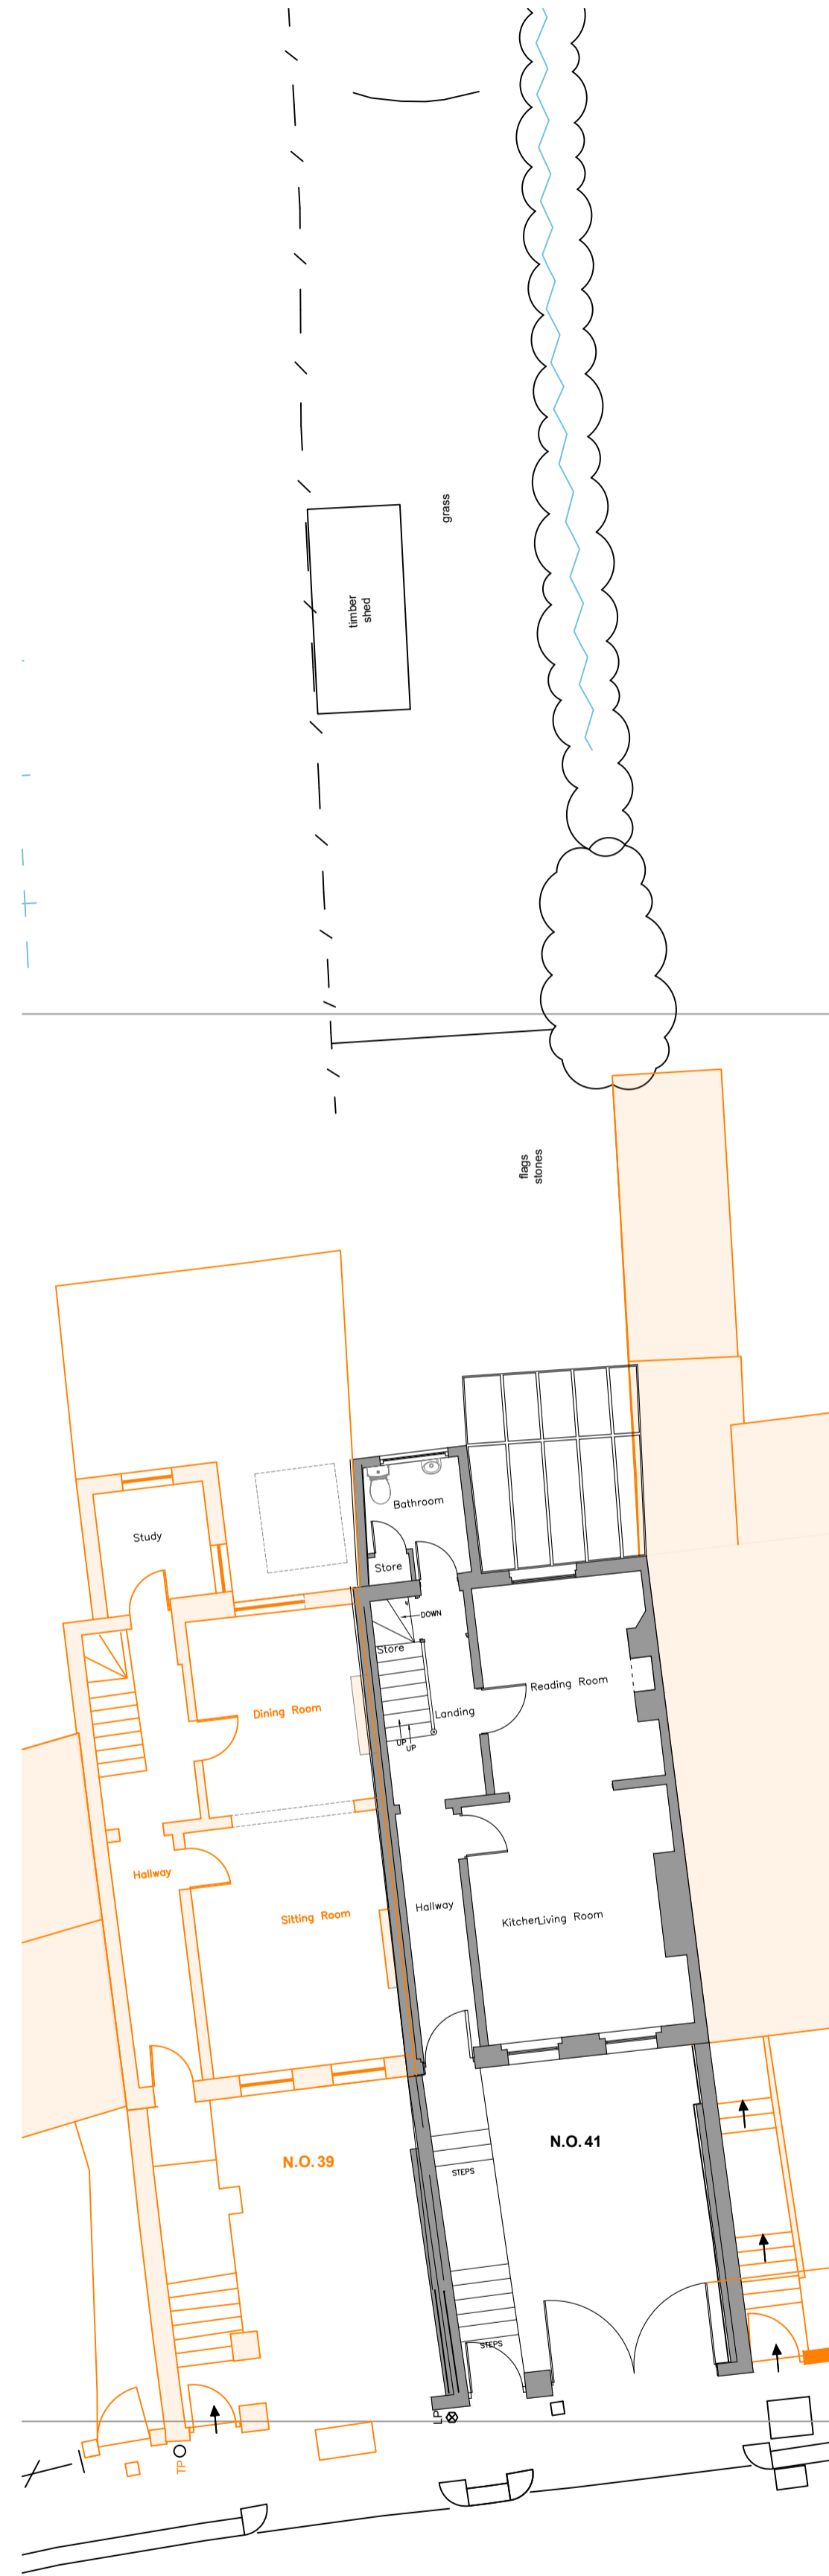 grass
timber
shed
flags
stones
Study
Bathroom
Store
DOWN
Store
Reading Room
Landing
UP
UP
Dining Room
Hallway
Sitting Room
Hallway
Kitchen
Living Room
N.O. 39
N.O. 41
STEPS
STEPS
LP
TP